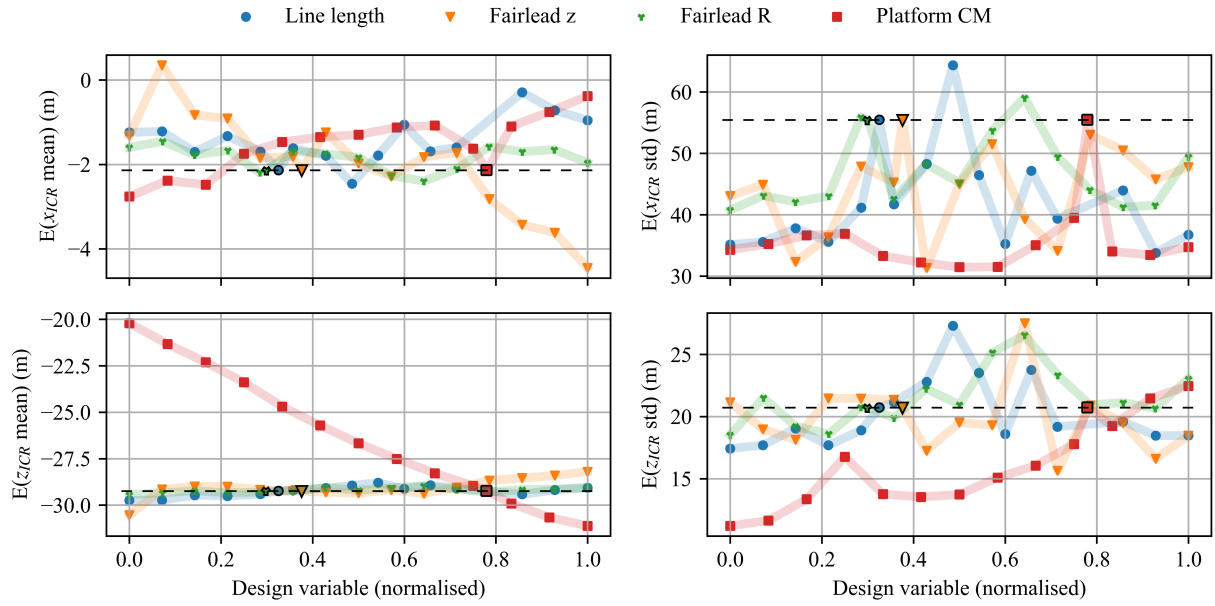 Line length Fairlead z Fairlead R Platform CM
E(x_ICR mean) (m)
0
−2
−4
E(x_ICR std) (m)
60
50
40
30
E(z_ICR mean) (m)
−20.0
−22.5
−25.0
−27.5
−30.0
0.0 0.2 0.4 0.6 0.8 1.0
Design variable (normalised)
E(z_ICR std) (m)
25
20
15
0.0 0.2 0.4 0.6 0.8 1.0
Design variable (normalised)